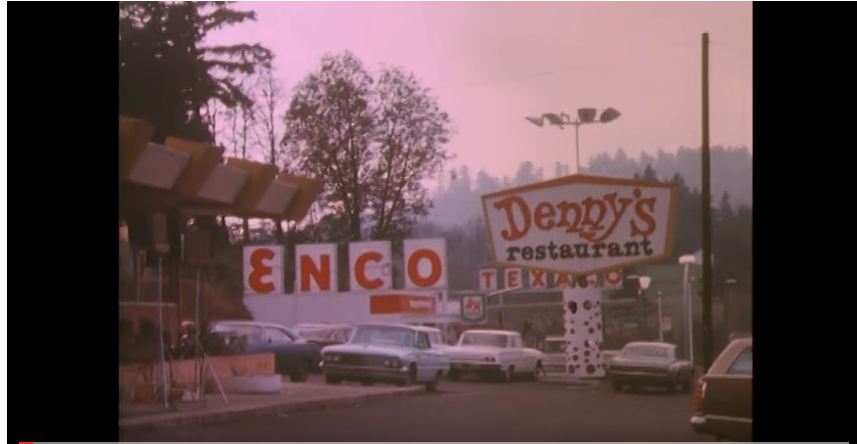 Denny's
restaurant
ENCO
TEXACO